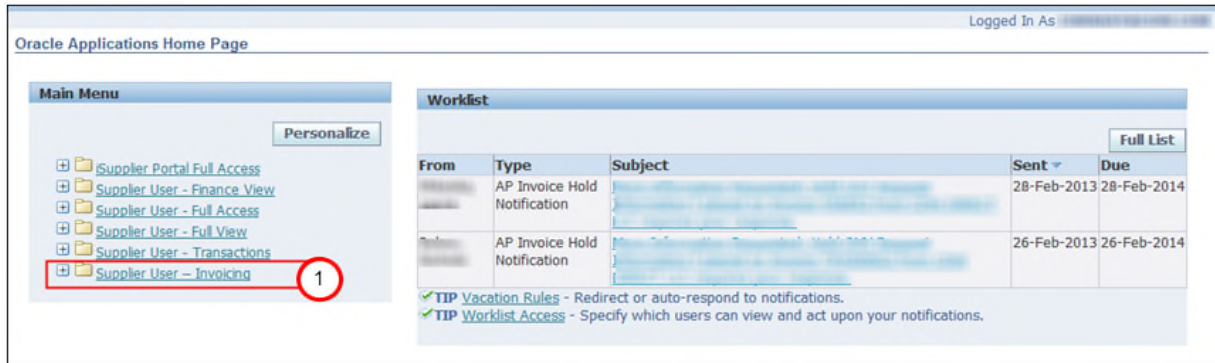 Logged In As
Oracle Applications Home Page
Main Menu
Personalize
iSupplier Portal Full Access
Supplier User - Finance View
Supplier User - Full Access
Supplier User - Full View
Supplier User - Transactions
Supplier User – Invoicing
1
Worklist
Full List
From Type Subject Sent Due
AP Invoice Hold 28-Feb-2013 28-Feb-2014
Notification
AP Invoice Hold 26-Feb-2013 26-Feb-2014
Notification
TIP Vacation Rules - Redirect or auto-respond to notifications.
TIP Worklist Access - Specify which users can view and act upon your notifications.